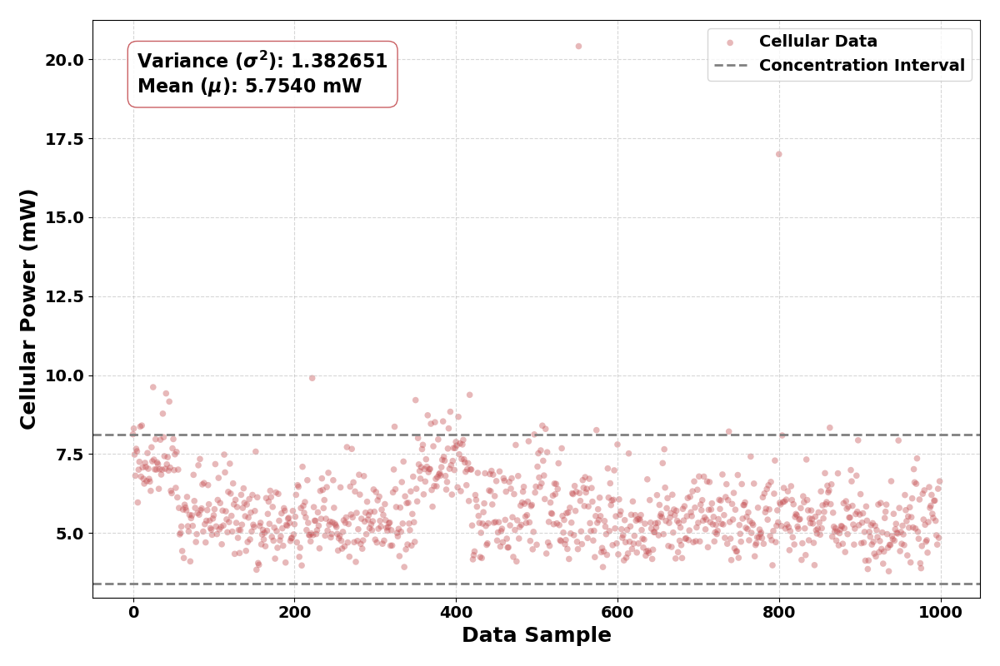 Variance (σ²): 1.382651
Mean (μ): 5.7540 mW
Cellular Data
Concentration Interval
Cellular Power (mW)
20.0
17.5
15.0
12.5
10.0
7.5
5.0
0 200 400 600 800 1000
Data Sample